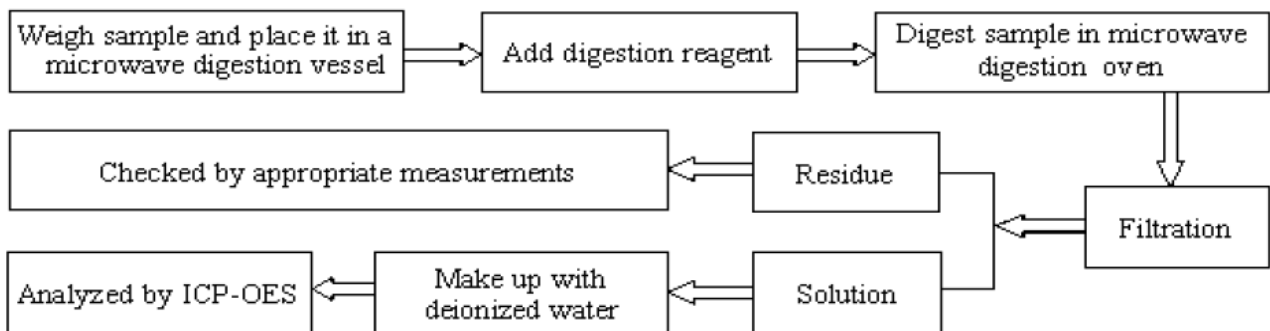 Weigh sample and place it in a
microwave digestion vessel
Add digestion reagent
Digest sample in microwave
digestion oven
Filtration
Residue
Checked by appropriate measurements
Solution
Make up with
deionized water
Analyzed by ICP-OES